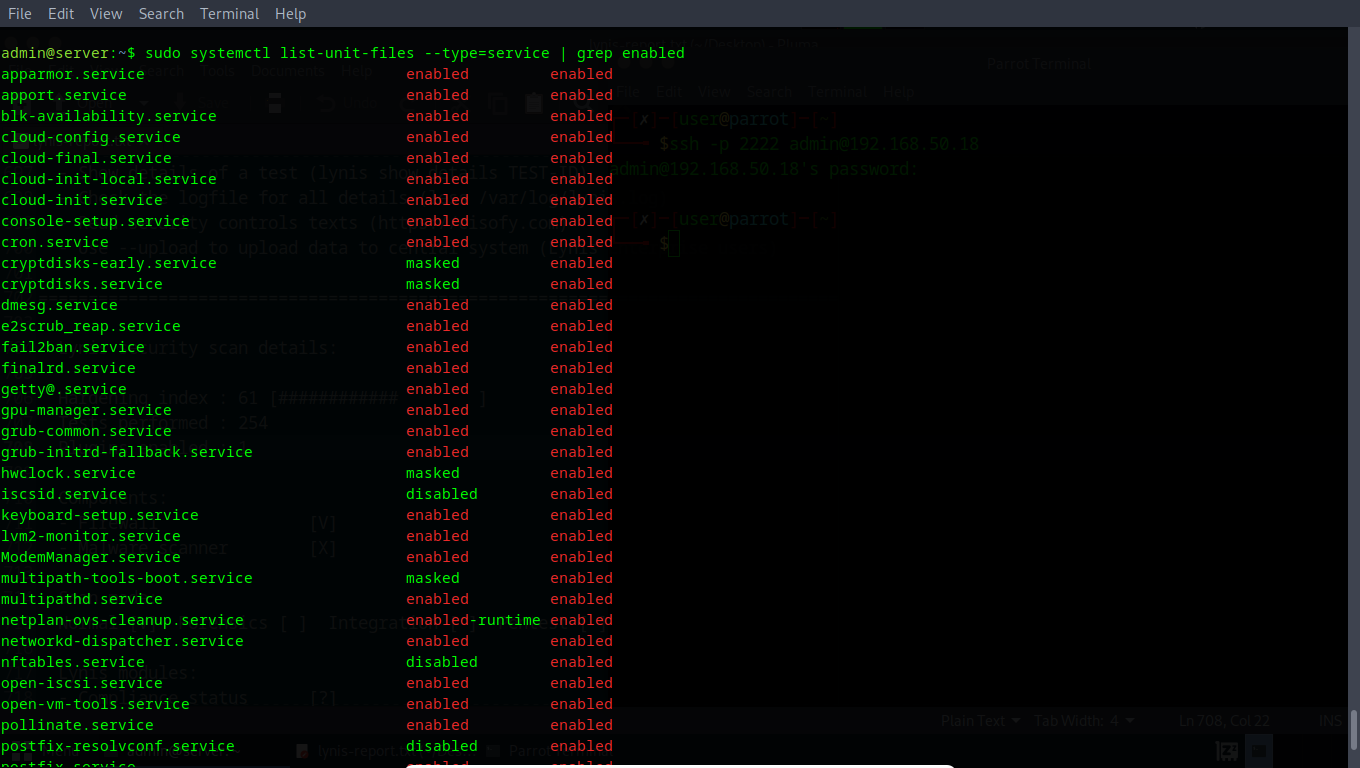 File Edit View Search Terminal Help
admin@server:~$ sudo systemctl list-unit-files --type=service | grep enabled
apparmor.service enabled enabled
apport.service enabled enabled
blk-availability.service enabled enabled
cloud-config.service enabled enabled
cloud-final.service enabled enabled
cloud-init-local.service enabled enabled
cloud-init.service enabled enabled
console-setup.service enabled enabled
cron.service enabled enabled
cryptdisks-early.service masked enabled
cryptdisks.service masked enabled
dmesg.service enabled enabled
e2scrub_reap.service enabled enabled
fail2ban.service enabled enabled
finalrd.service enabled enabled
getty@.service enabled enabled
gpu-manager.service enabled enabled
grub-common.service enabled enabled
grub-initrd-fallback.service enabled enabled
hwclock.service masked enabled
iscsid.service disabled enabled
keyboard-setup.service enabled enabled
lvm2-monitor.service enabled enabled
ModemManager.service enabled enabled
multipath-tools-boot.service masked enabled
multipathd.service enabled enabled
netplan-ovs-cleanup.service enabled-runtime enabled
networkd-dispatcher.service enabled enabled
nftables.service disabled enabled
open-iscsi.service enabled enabled
open-vm-tools.service enabled enabled
pollinate.service enabled enabled
postfix-resolvconf.service disabled enabled
postfix.service enabled enabled
Parrot Terminal
File Edit View Search Terminal Help
user@parrot
$ssh -p 2222 admin@192.168.50.18
admin@192.168.50.18's password:
user@parrot
$
Plain Text Tab Width: 4 Ln 708, Col 22 INS